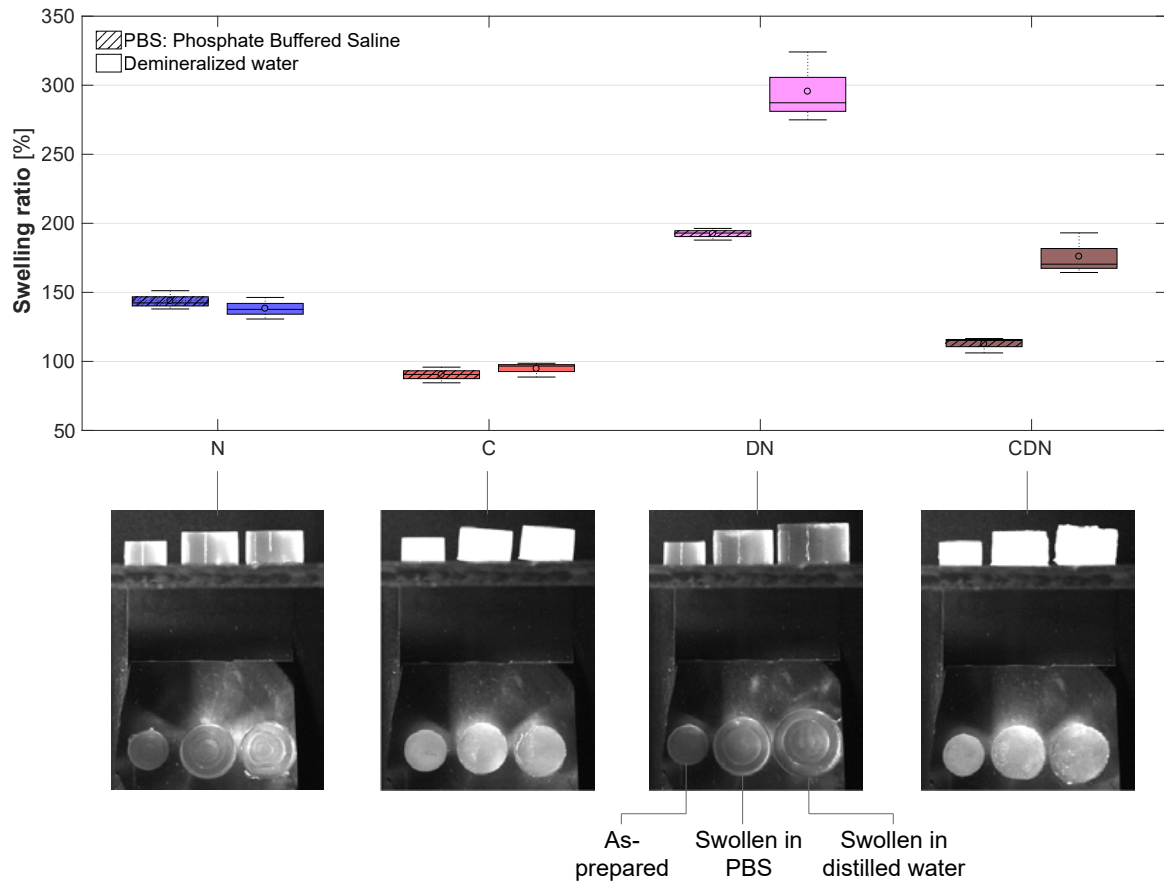 350
300
250
200
150
100
50
Swelling ratio [%]
PBS: Phosphate Buffered Saline
Demineralized water
N
C
DN
CDN
As-
prepared
Swollen in
PBS
Swollen in
distilled water